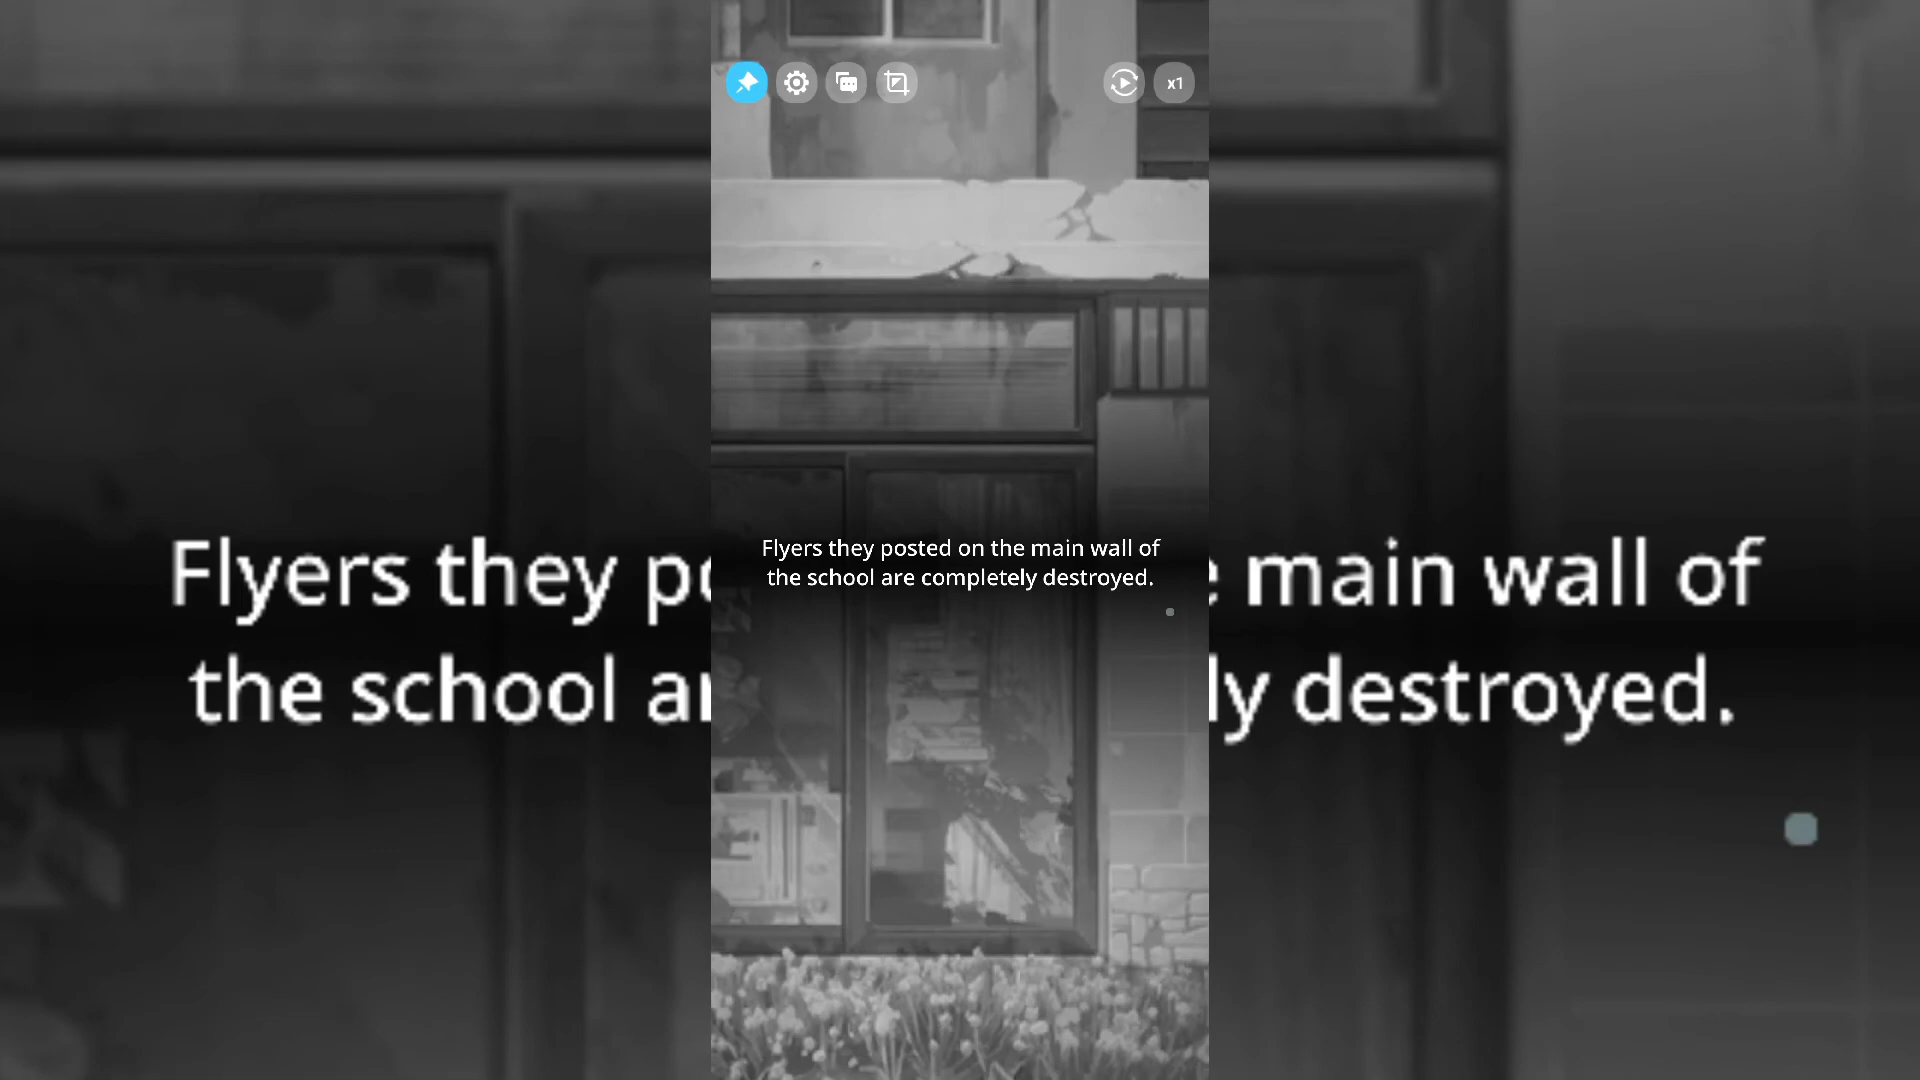 x1
Flyers they posted on the main wall of
the school are completely destroyed.